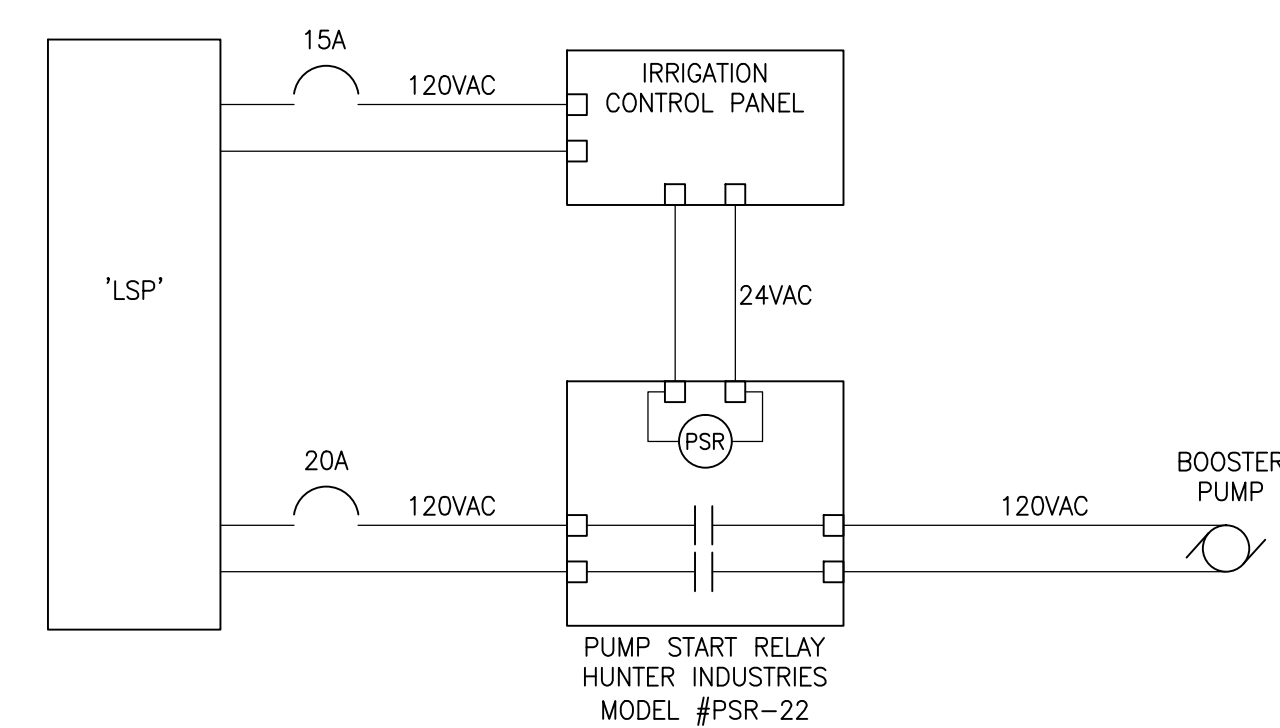 15A
120VAC
IRRIGATION
CONTROL PANEL
'LSP'
24VAC
PSR
20A
120VAC
120VAC
BOOSTER
PUMP
PUMP START RELAY
HUNTER INDUSTRIES
MODEL #PSR-22